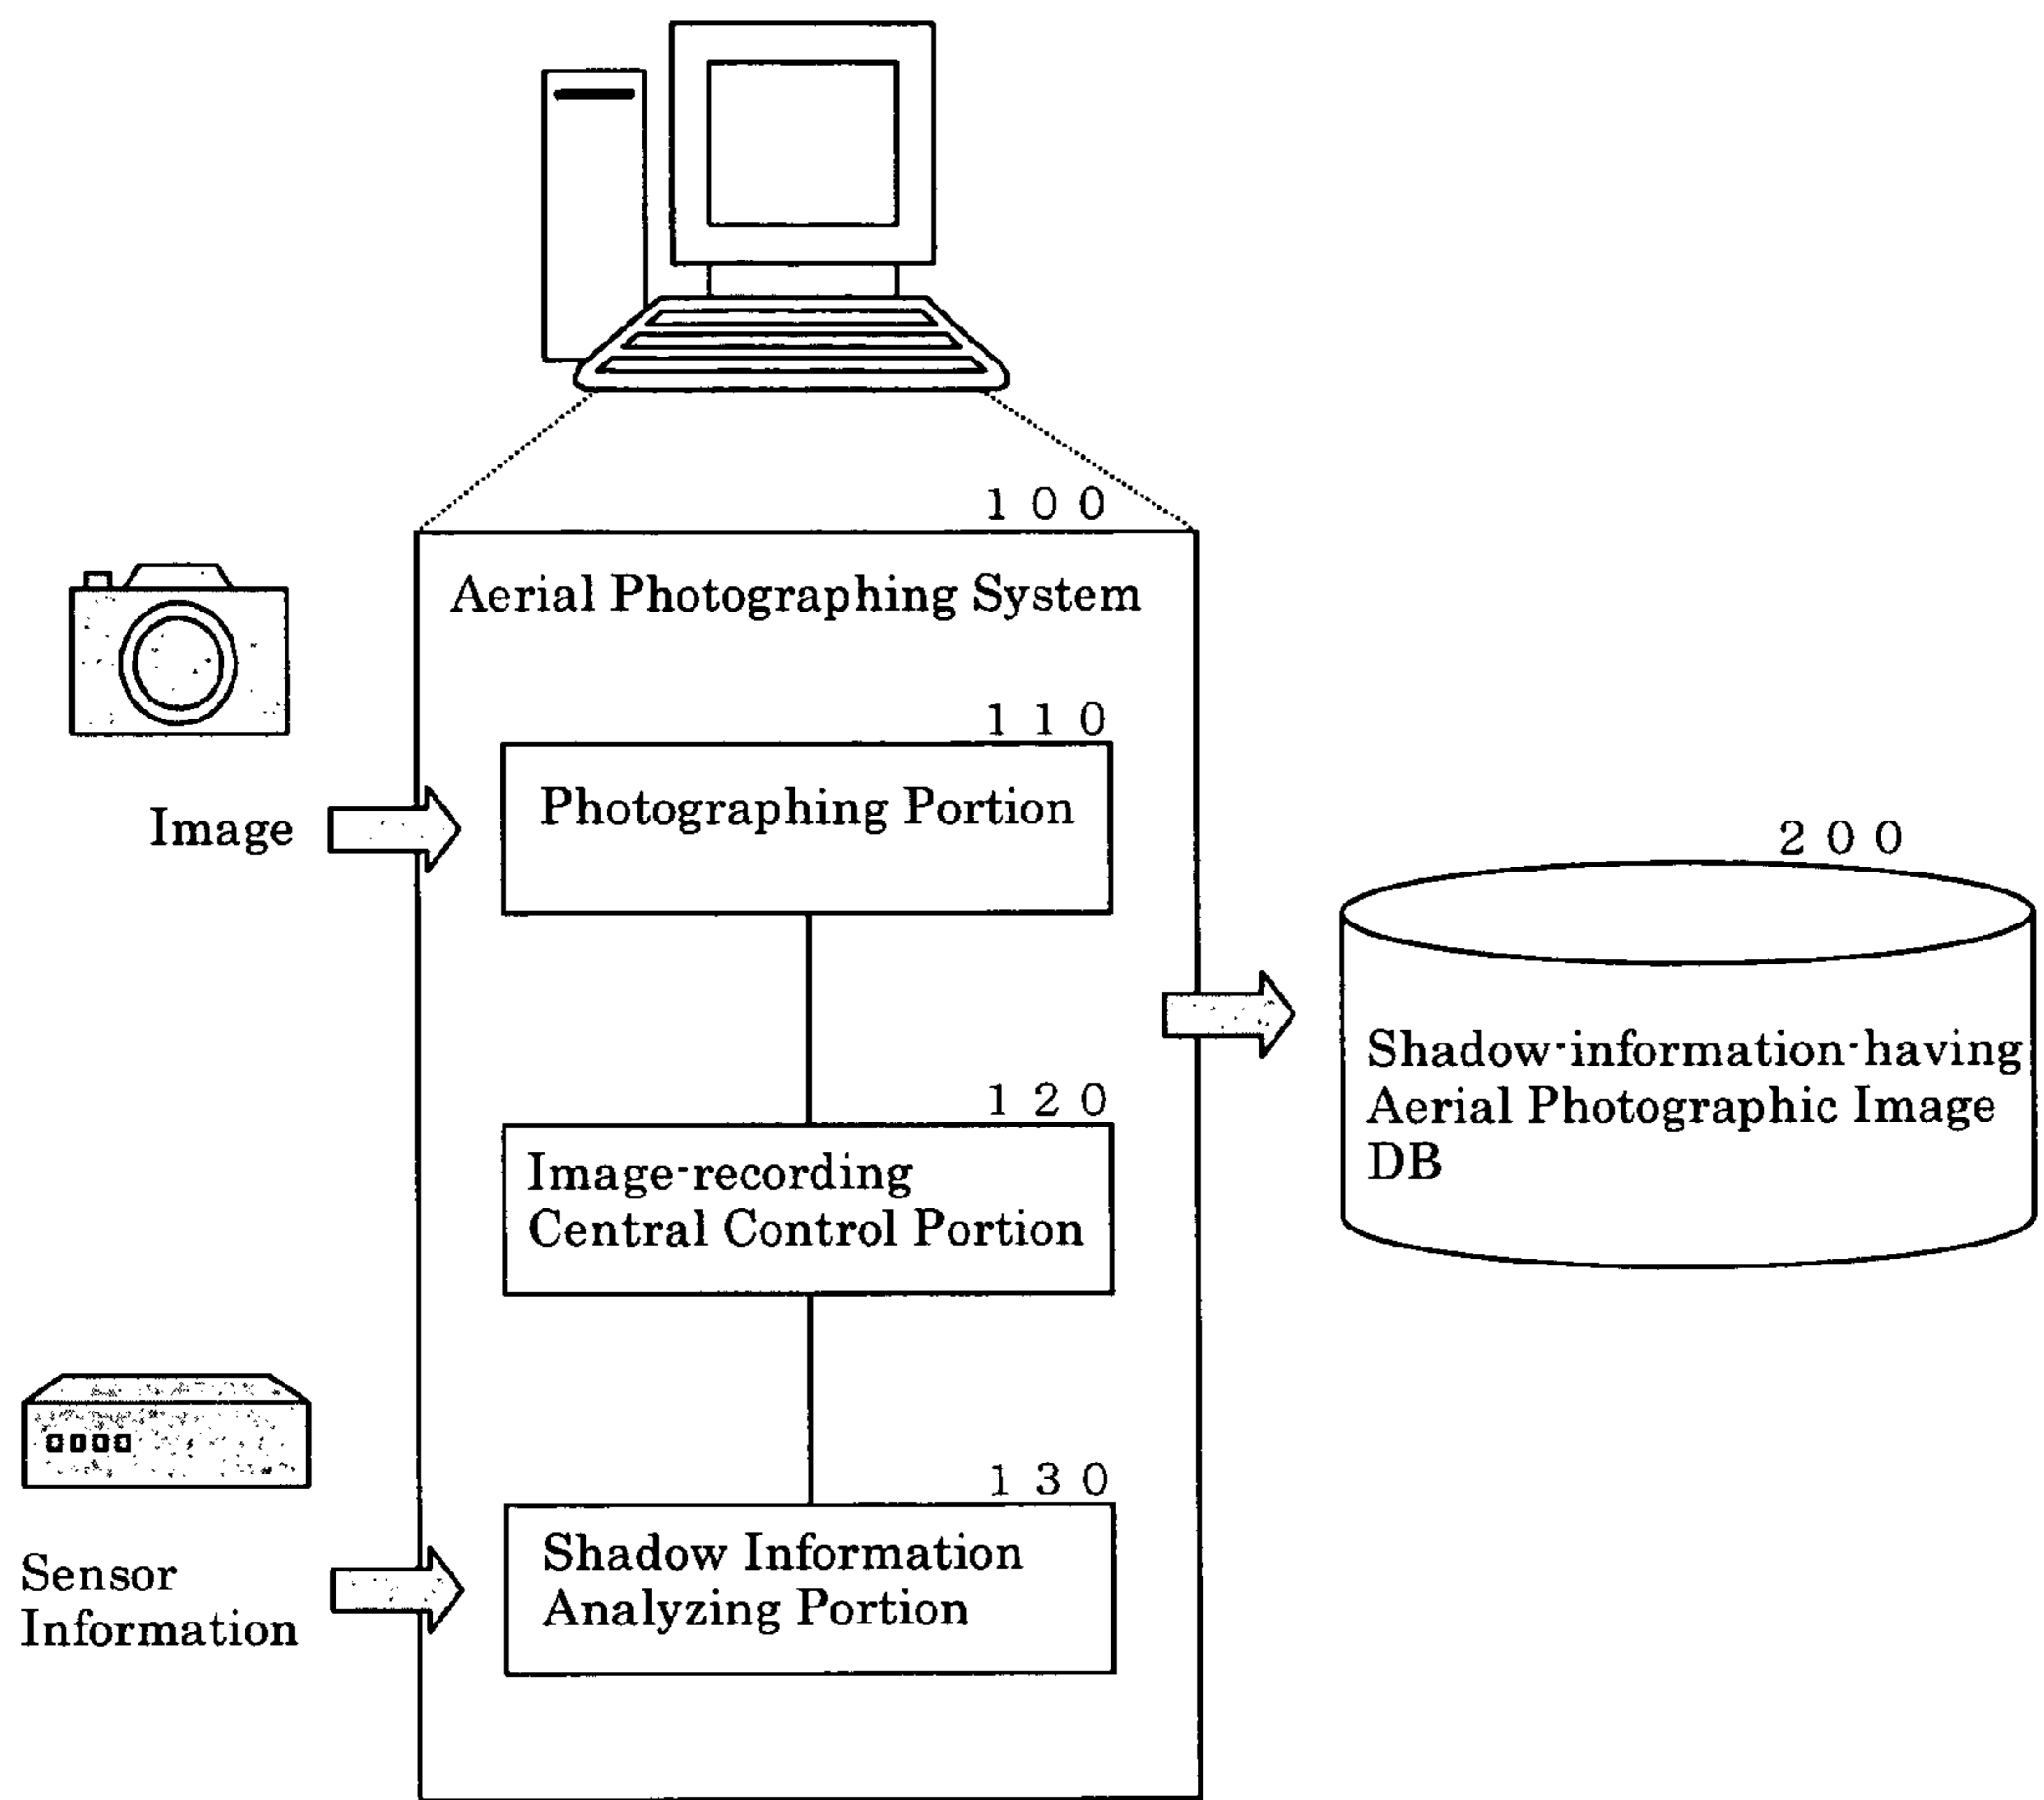 1 0 0
Aerial Photographing System
1 1 0
Photographing Portion
Image
2 0 0
Shadow-information-having
Aerial Photographic Image
DB
1 2 0
Image-recording
Central Control Portion
1 3 0
Shadow Information
Analyzing Portion
Sensor
Information